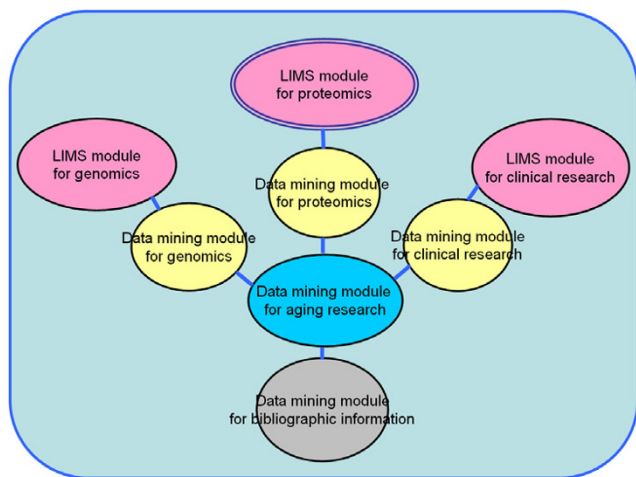 LIMS module
for proteomics
LIMS module
for genomics
LIMS module
for clinical research
Data mining module
for proteomics
Data mining module
for genomics
Data mining module
for clinical research
Data mining module
for aging research
Data mining module
for bibliographic information